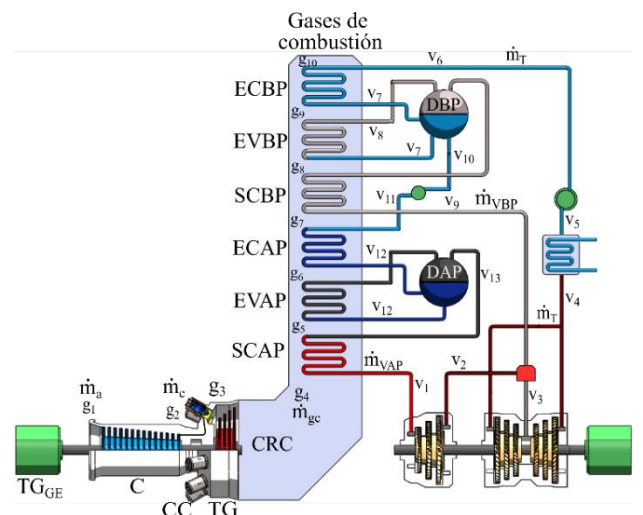 Gases de
combustión
g10
v6
ṁT
ECBP
v7
DBP
g9
EVBP
v8
v7
v10
g8
SCBP
v11
v9
ṁVBP
g7
v5
ECAP
v12
g6
DAP
v13
EVAP
v12
v4
g5
ṁT
SCAP
ṁVAP
v2
v1
v3
g4
ṁgc
ṁa
g1
ṁc
g2
g3
CRC
TGGE
C
CC
TG